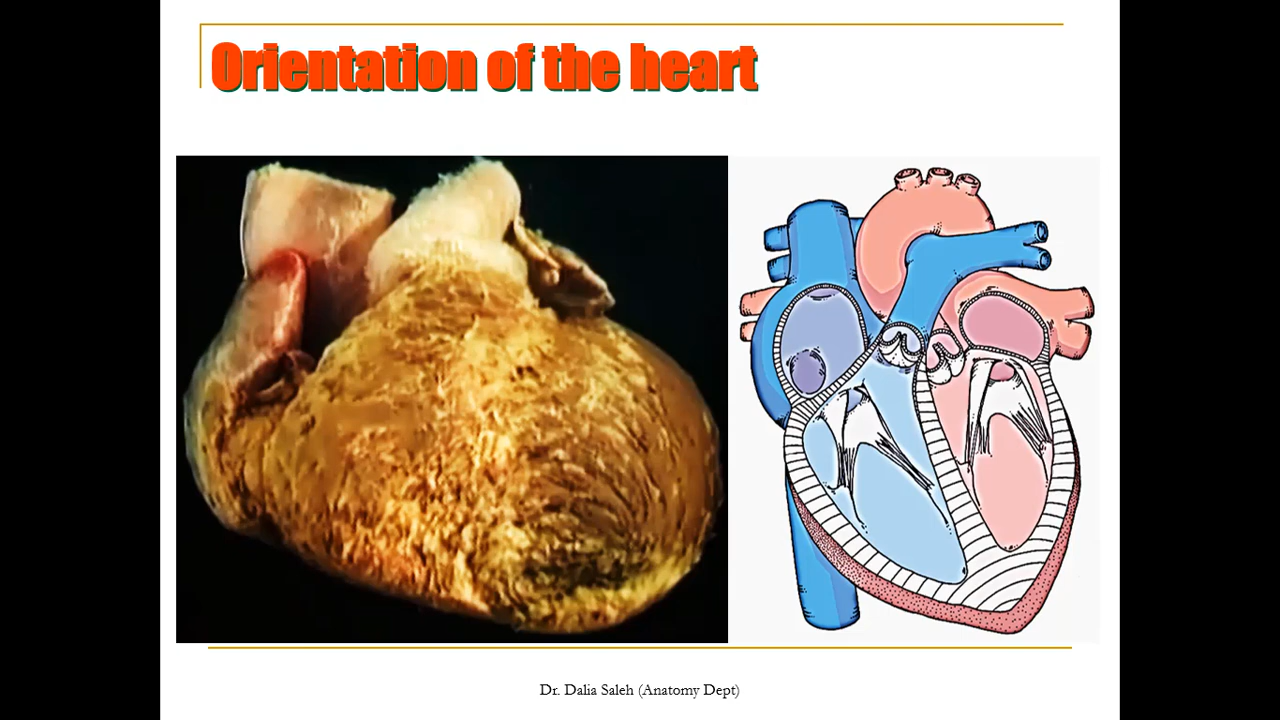 Orientation of the heart
Dr. Dalia Saleh (Anatomy Dept)